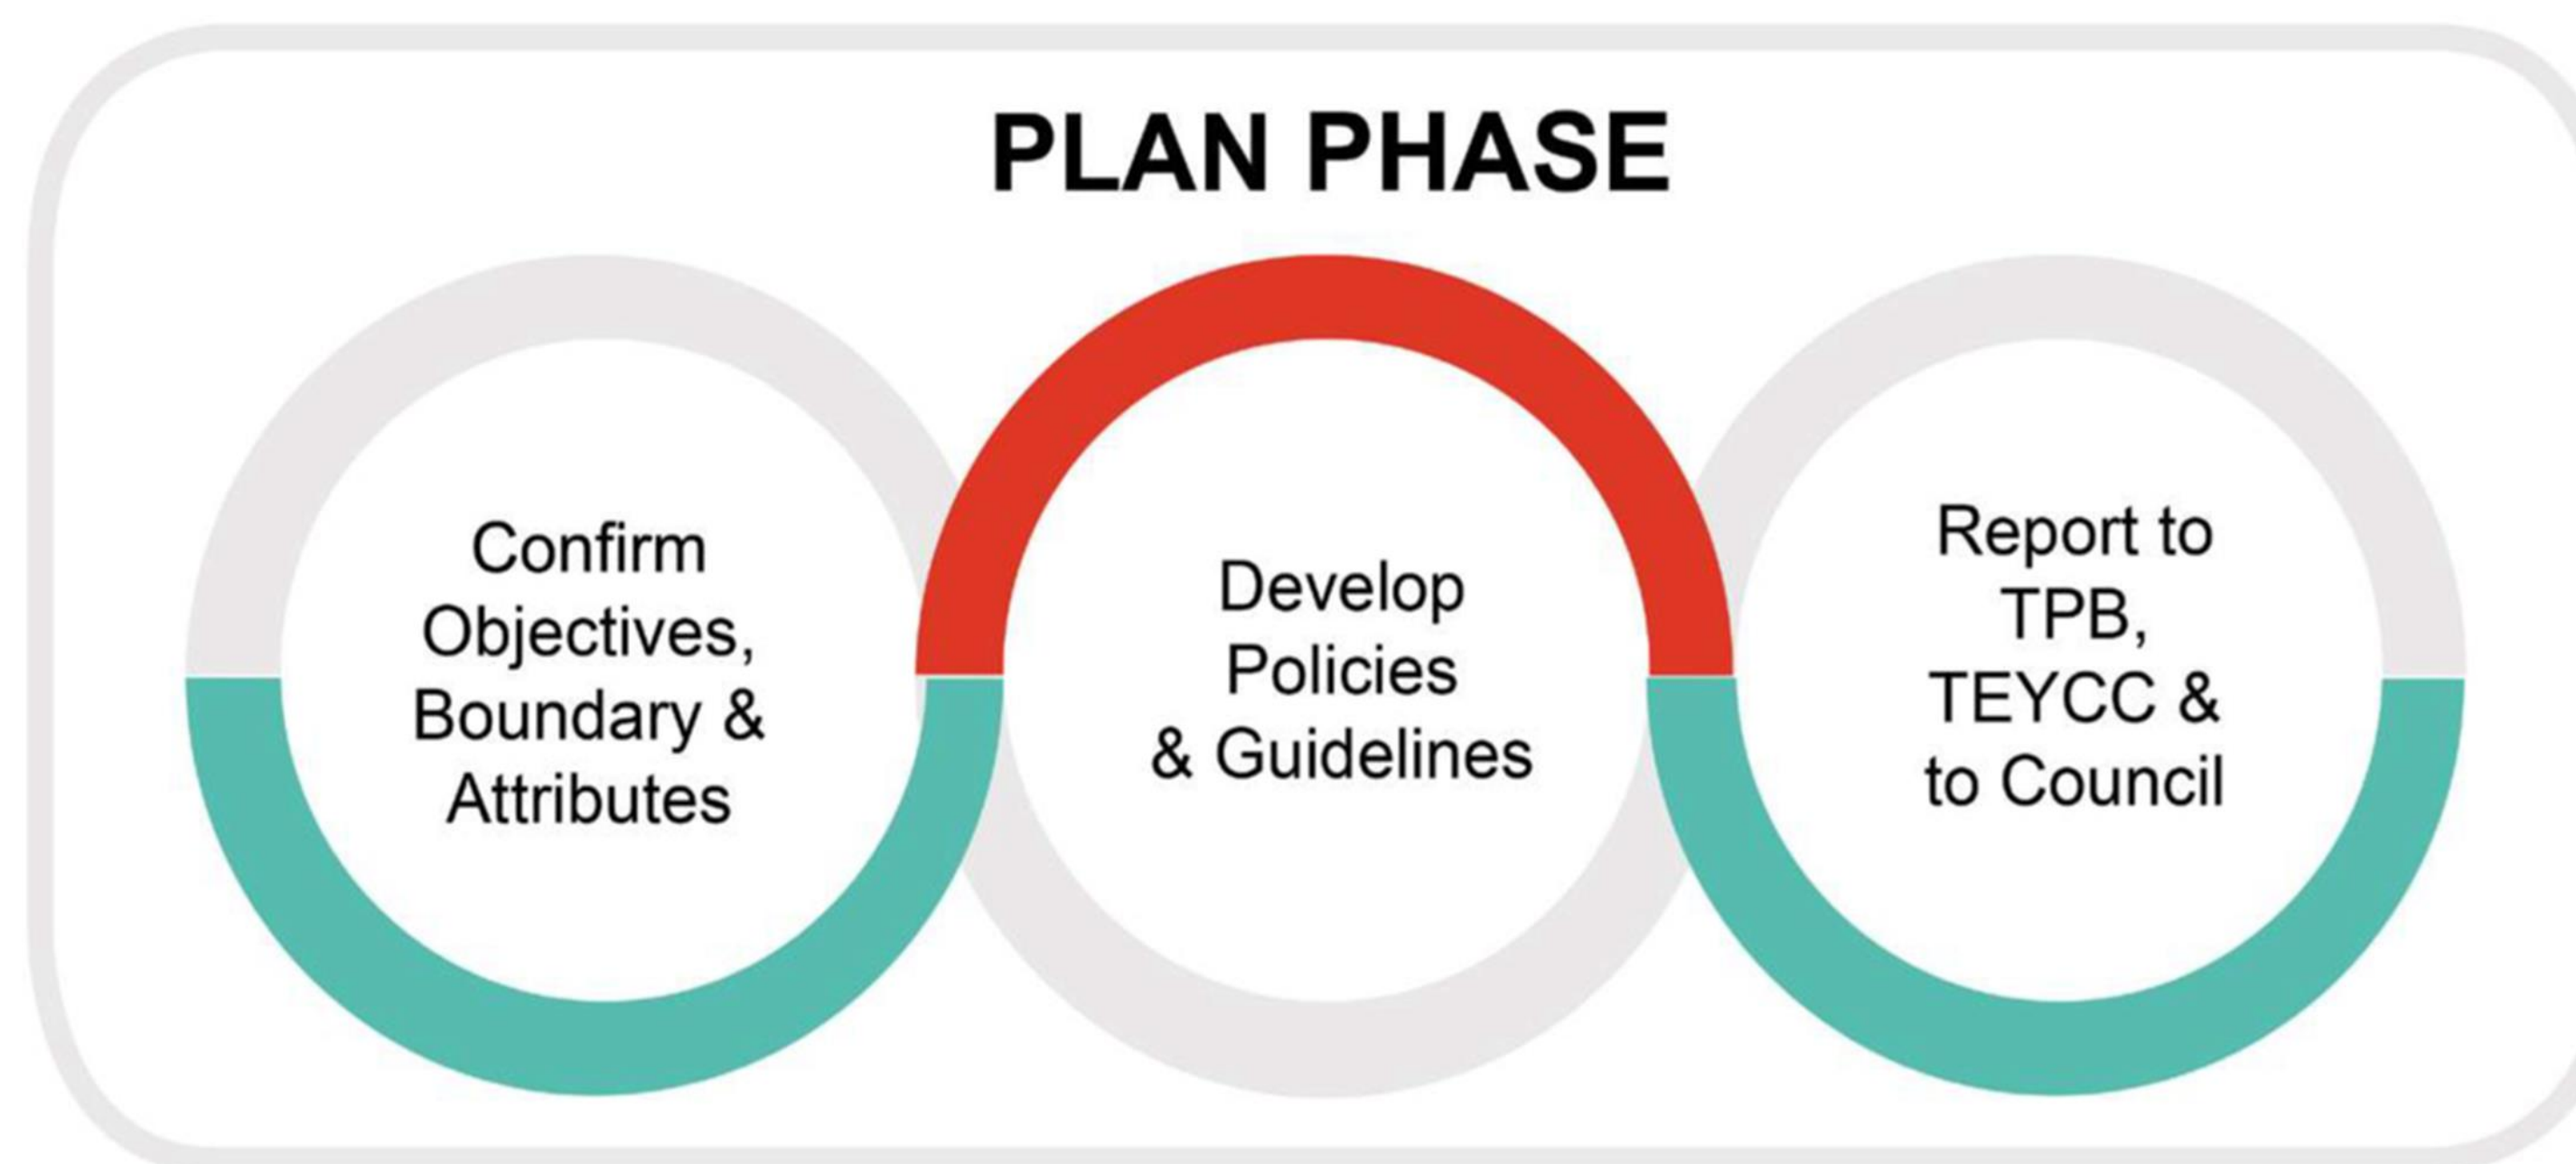 PLAN PHASE
Confirm
Objectives,
Boundary &
Attributes
Develop
Policies
& Guidelines
Report to
TPB,
TEYCC &
to Council